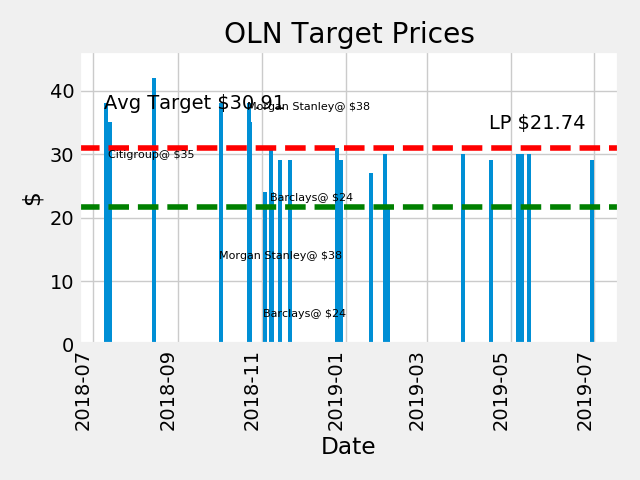 OLN Target Prices
Avg Target $30.91
Morgan Stanley@ $38
LP $21.74
Citigroup@ $35
Barclays@ $24
Morgan Stanley@ $38
Barclays@ $24
40
30
20
10
0
$
2018-07
2018-09
2018-11
2019-01
2019-03
2019-05
2019-07
Date